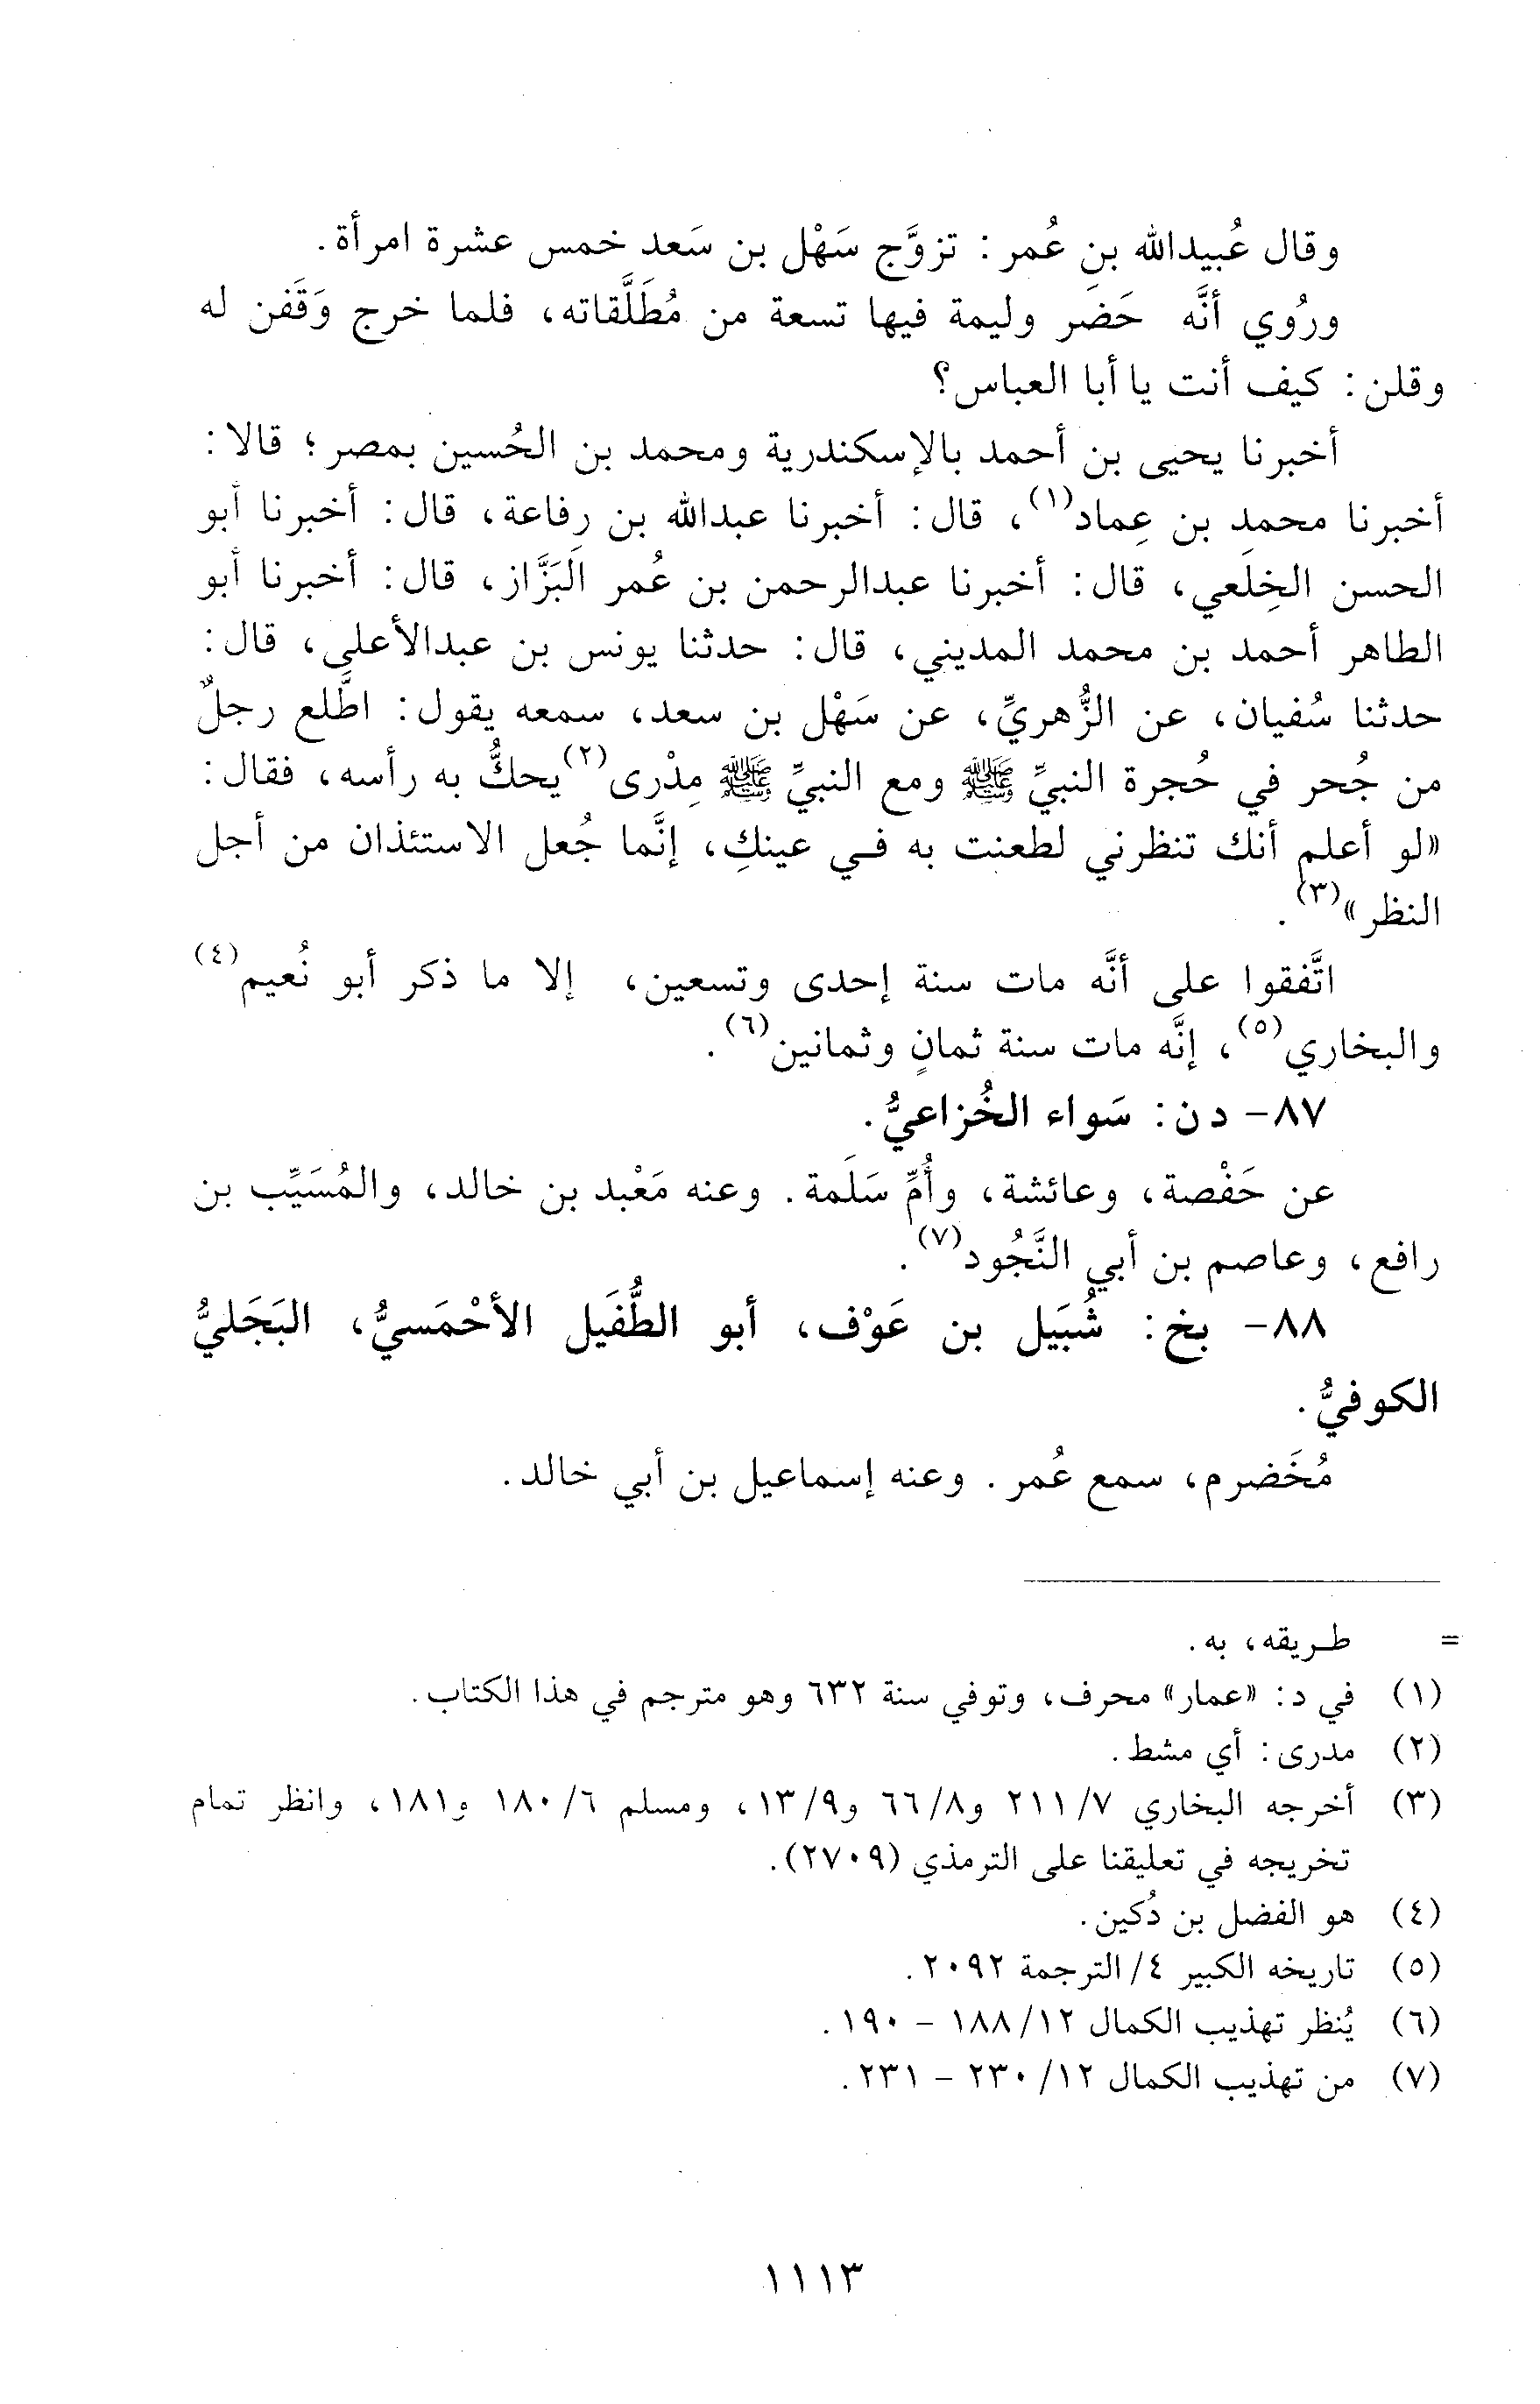 وقال عُبيدالله بنِ عُمر: تزوَّج سَهْل بن سَعد خمس عشرة امرأة.
ورُوي أنَّه حَضر وليمة فيها تسعة من مُطَلَّقاته، فلما خرج وَقَفن له
وقلن: كيف أنت يا أبا العباس؟
أخبرنا يحيى بن أحمد بالإسكندرية ومحمد بن الحُسين بمصر؛ قالا:
أخبرنا محمد بن عِماد(١)، قال: أخبرنا عبدالله بن رِفاعة، قال: أخبرنا أبو
الحسن الخِلَعي، قال: أخبرنا عبدالرحمن بن عُمر البَزَّاز، قال: أخبرنا أبو
الطاهر أحمد بن محمد المديني، قال: حدثنا يونس بن عبدالأعلى، قال:
حدثنا سُفيان، عن الزُّهريِّ، عن سَهْل بن سعد، سمعه يقول: اطَّلع رجلٌ
من جُحر في حُجرة النبيِّ ﷺ ومع النبيِّ ﷺ مِدْرى(٢) يحكُّ به رأسه، فقال:
«لو أعلم أنك تنظرني لطعنت به في عينكِ، إنَّما جُعل الاستئذان من أجل
النظر»(٣).
اتَّفقوا على أنَّه مات سنة إحدى وتسعين، إلا ما ذكر أبو نُعيم(٤)
والبخاري(٥)، إنَّه مات سنة ثمانٍ وثمانين(٦).
٨٧- د ن: سَواء الخُزاعيُّ.
عن حَفْصة، وعائشة، وأُمِّ سَلَمة. وعنه مَعْبد بن خالد، والمُسَيِّب بن
رافع، وعاصم بن أبي النَّجُود(٧).
٨٨- بخ: شُبَيل بن عَوْف، أبو الطُّفَيل الأحْمَسيُّ، البَجَليُّ
الكوفيُّ.
مُخَضرم، سمع عُمر. وعنه إسماعيل بن أبي خالد.
= طريقه، به.
(١) في د: «عمار» محرف، وتوفي سنة ٦٣٢ وهو مترجم في هذا الكتاب.
(٢) مدرى: أي مشط.
(٣) أخرجه البخاري ٧/ ٢١١ و٨/ ٦٦ و٩/ ١٣، ومسلم ٦/ ١٨٠ و١٨١، وانظر تمام
تخريجه في تعليقنا على الترمذي (٢٧٠٩).
(٤) هو الفضل بن دُكين.
(٥) تاريخه الكبير ٤/ الترجمة ٢٠٩٢.
(٦) يُنظر تهذيب الكمال ١٢/ ١٨٨ - ١٩٠.
(٧) من تهذيب الكمال ١٢/ ٢٣٠ - ٢٣١.
١١١٣